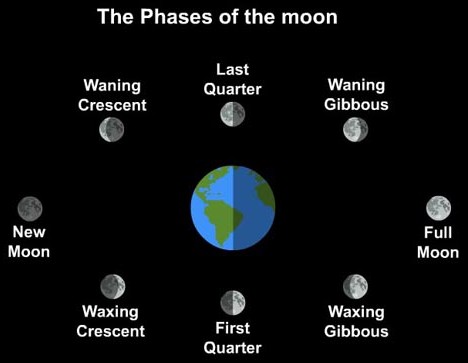 The Phases of the moon
Last
Quarter
Waning
Crescent
Waning
Gibbous
New
Moon
Full
Moon
Waxing
Crescent
First
Quarter
Waxing
Gibbous